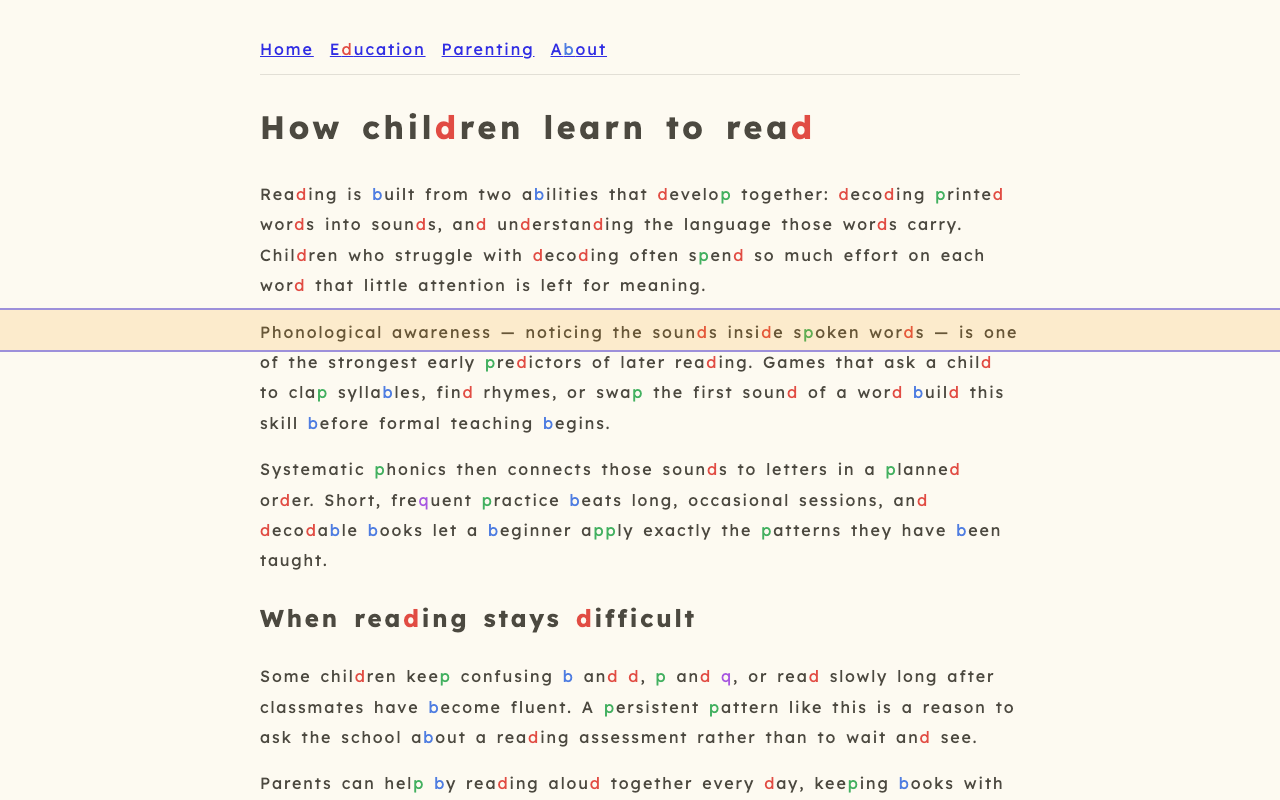 Home Education Parenting About
How children learn to read
Reading is built from two abilities that develop together: decoding printed
words into sounds, and understanding the language those words carry.
Children who struggle with decoding often spend so much effort on each
word that little attention is left for meaning.
Phonological awareness — noticing the sounds inside spoken words — is one
of the strongest early predictors of later reading. Games that ask a child
to clap syllables, find rhymes, or swap the first sound of a word build this
skill before formal teaching begins.
Systematic phonics then connects those sounds to letters in a planned
order. Short, frequent practice beats long, occasional sessions, and
decodable books let a beginner apply exactly the patterns they have been
taught.
When reading stays difficult
Some children keep confusing b and d, p and q, or read slowly long after
classmates have become fluent. A persistent pattern like this is a reason to
ask the school about a reading assessment rather than to wait and see.
Parents can help by reading aloud together every day, keeping books with